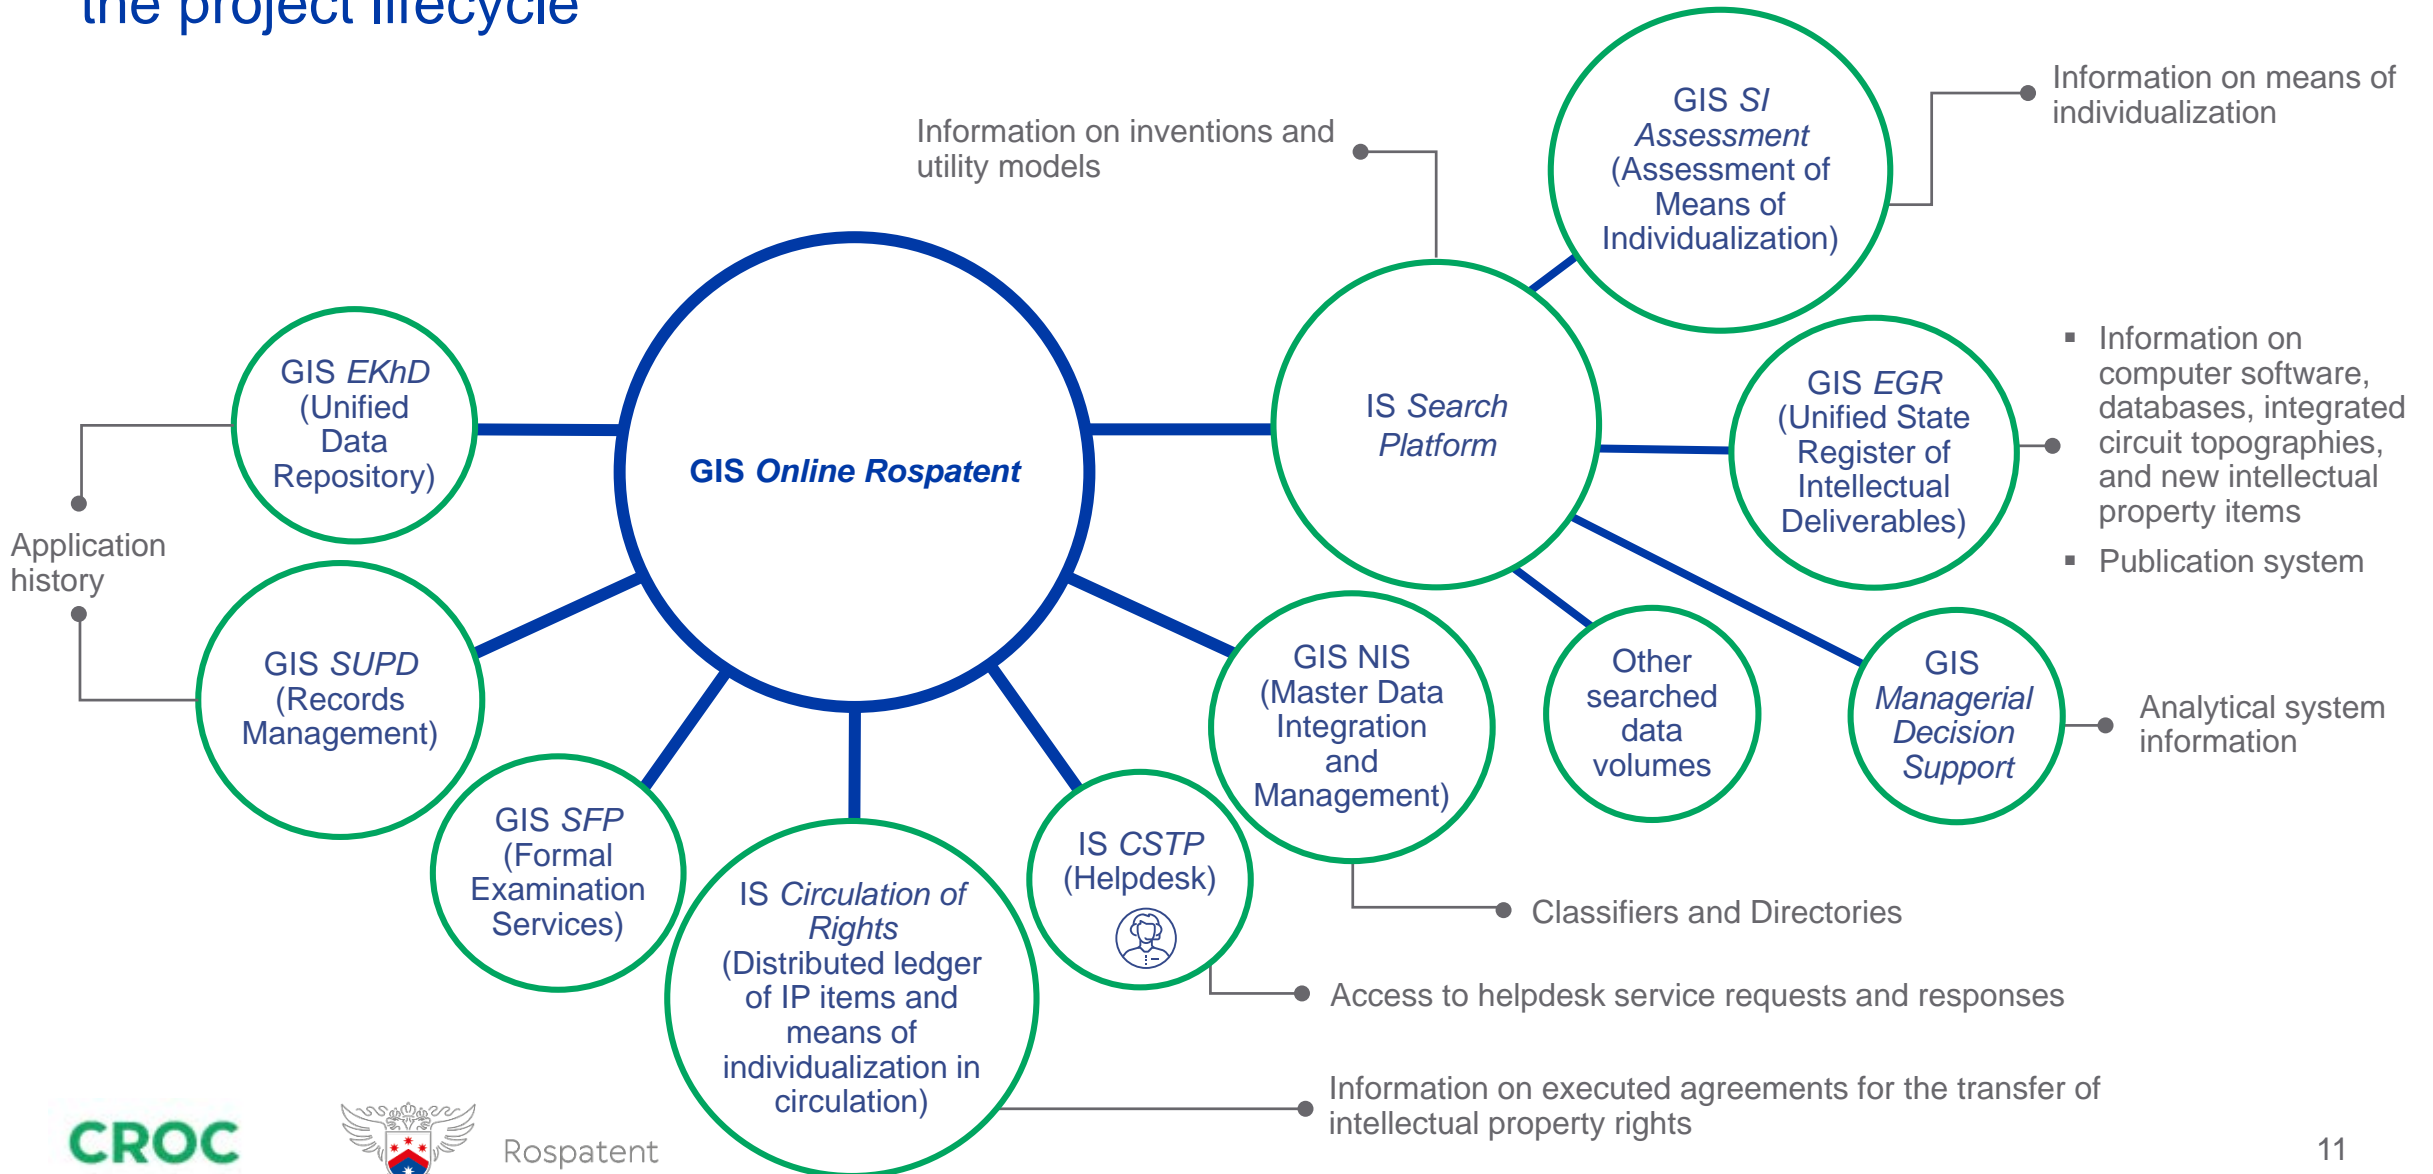 the project lifecycle
Information on means of
individualization
Information on inventions and
utility models
GIS SI
Assessment
(Assessment of
Means of
Individualization)
GIS EKhD
(Unified
Data
Repository)
GIS Online Rospatent
IS Search
Platform
GIS EGR
(Unified State
Register of
Intellectual
Deliverables)
▪ Information on
computer software,
databases, integrated
circuit topographies,
and new intellectual
property items
▪ Publication system
Application
history
GIS SUPD
(Records
Management)
GIS NIS
(Master Data
Integration
and
Management)
Other
searched
data
volumes
GIS
Managerial
Decision
Support
Analytical system
information
GIS SFP
(Formal
Examination
Services)
IS Circulation of
Rights
(Distributed ledger
of IP items and
means of
individualization in
circulation)
IS CSTP
(Helpdesk)
Classifiers and Directories
Access to helpdesk service requests and responses
Information on executed agreements for the transfer of
intellectual property rights
CROC
Rospatent
11